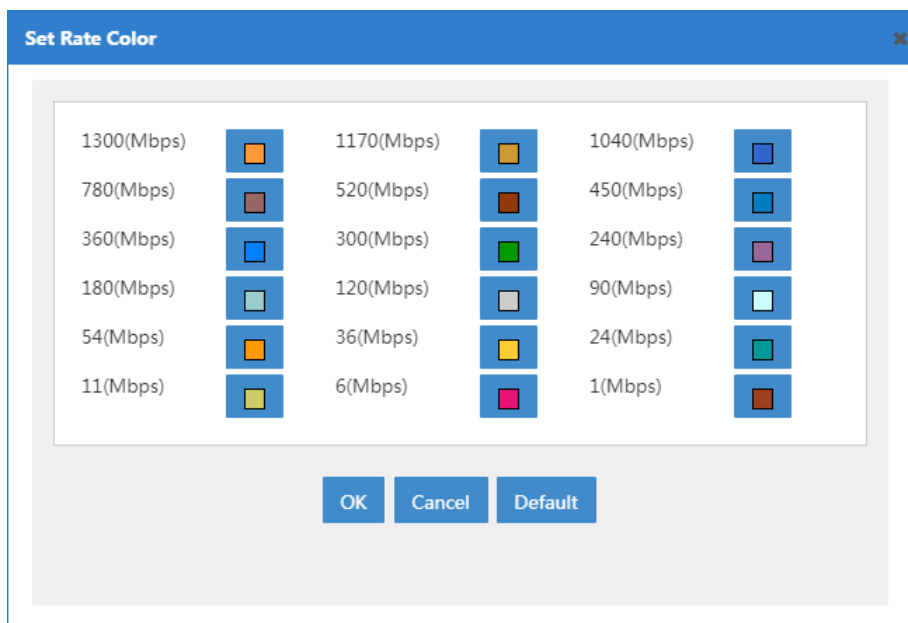 Set Rate Color
1300(Mbps) 1170(Mbps) 1040(Mbps)
780(Mbps) 520(Mbps) 450(Mbps)
360(Mbps) 300(Mbps) 240(Mbps)
180(Mbps) 120(Mbps) 90(Mbps)
54(Mbps) 36(Mbps) 24(Mbps)
11(Mbps) 6(Mbps) 1(Mbps)
OK Cancel Default